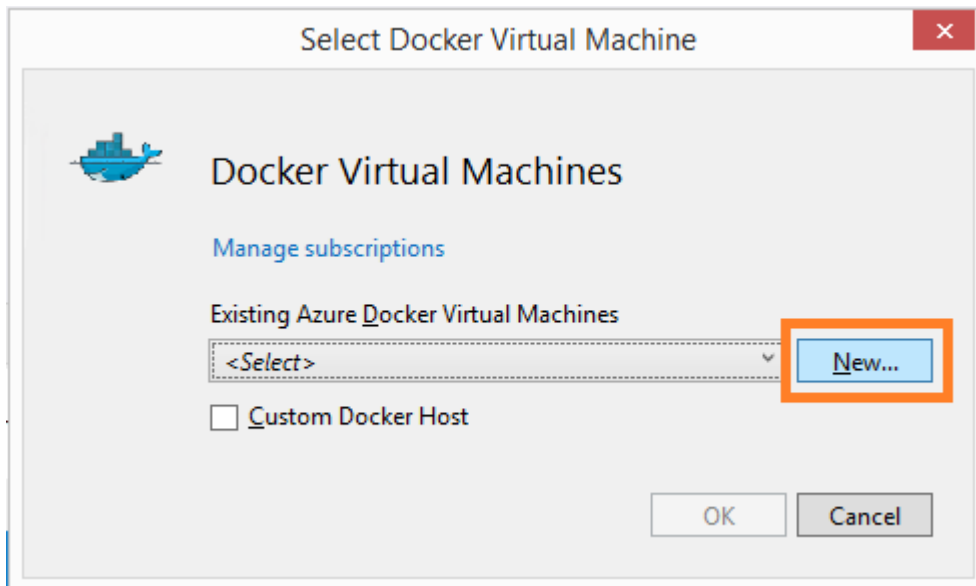 Select Docker Virtual Machine
Docker Virtual Machines
Manage subscriptions
Existing Azure Docker Virtual Machines
<Select> New...
Custom Docker Host
OK Cancel